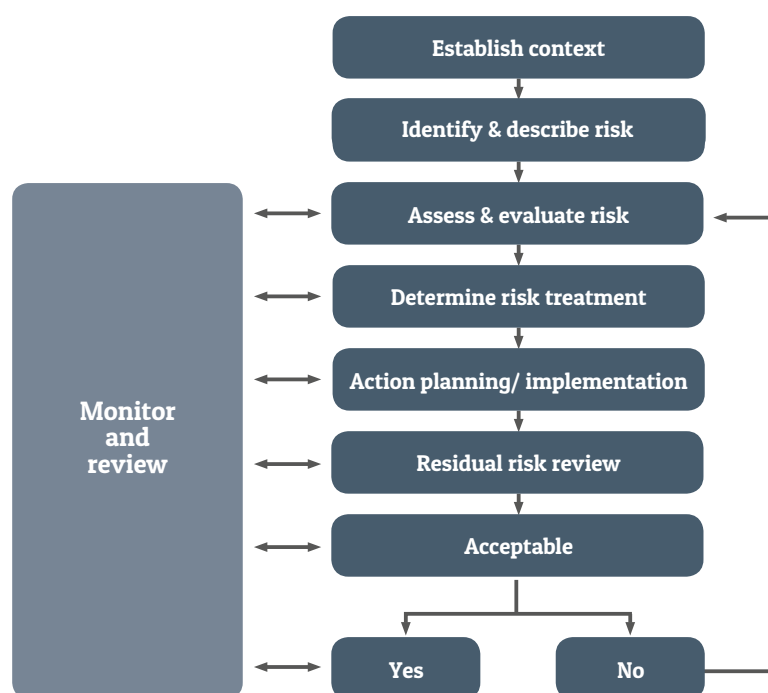 Establish context
Identify & describe risk
Assess & evaluate risk
Determine risk treatment
Action planning/ implementation
Monitor
and
review
Residual risk review
Acceptable
Yes
No